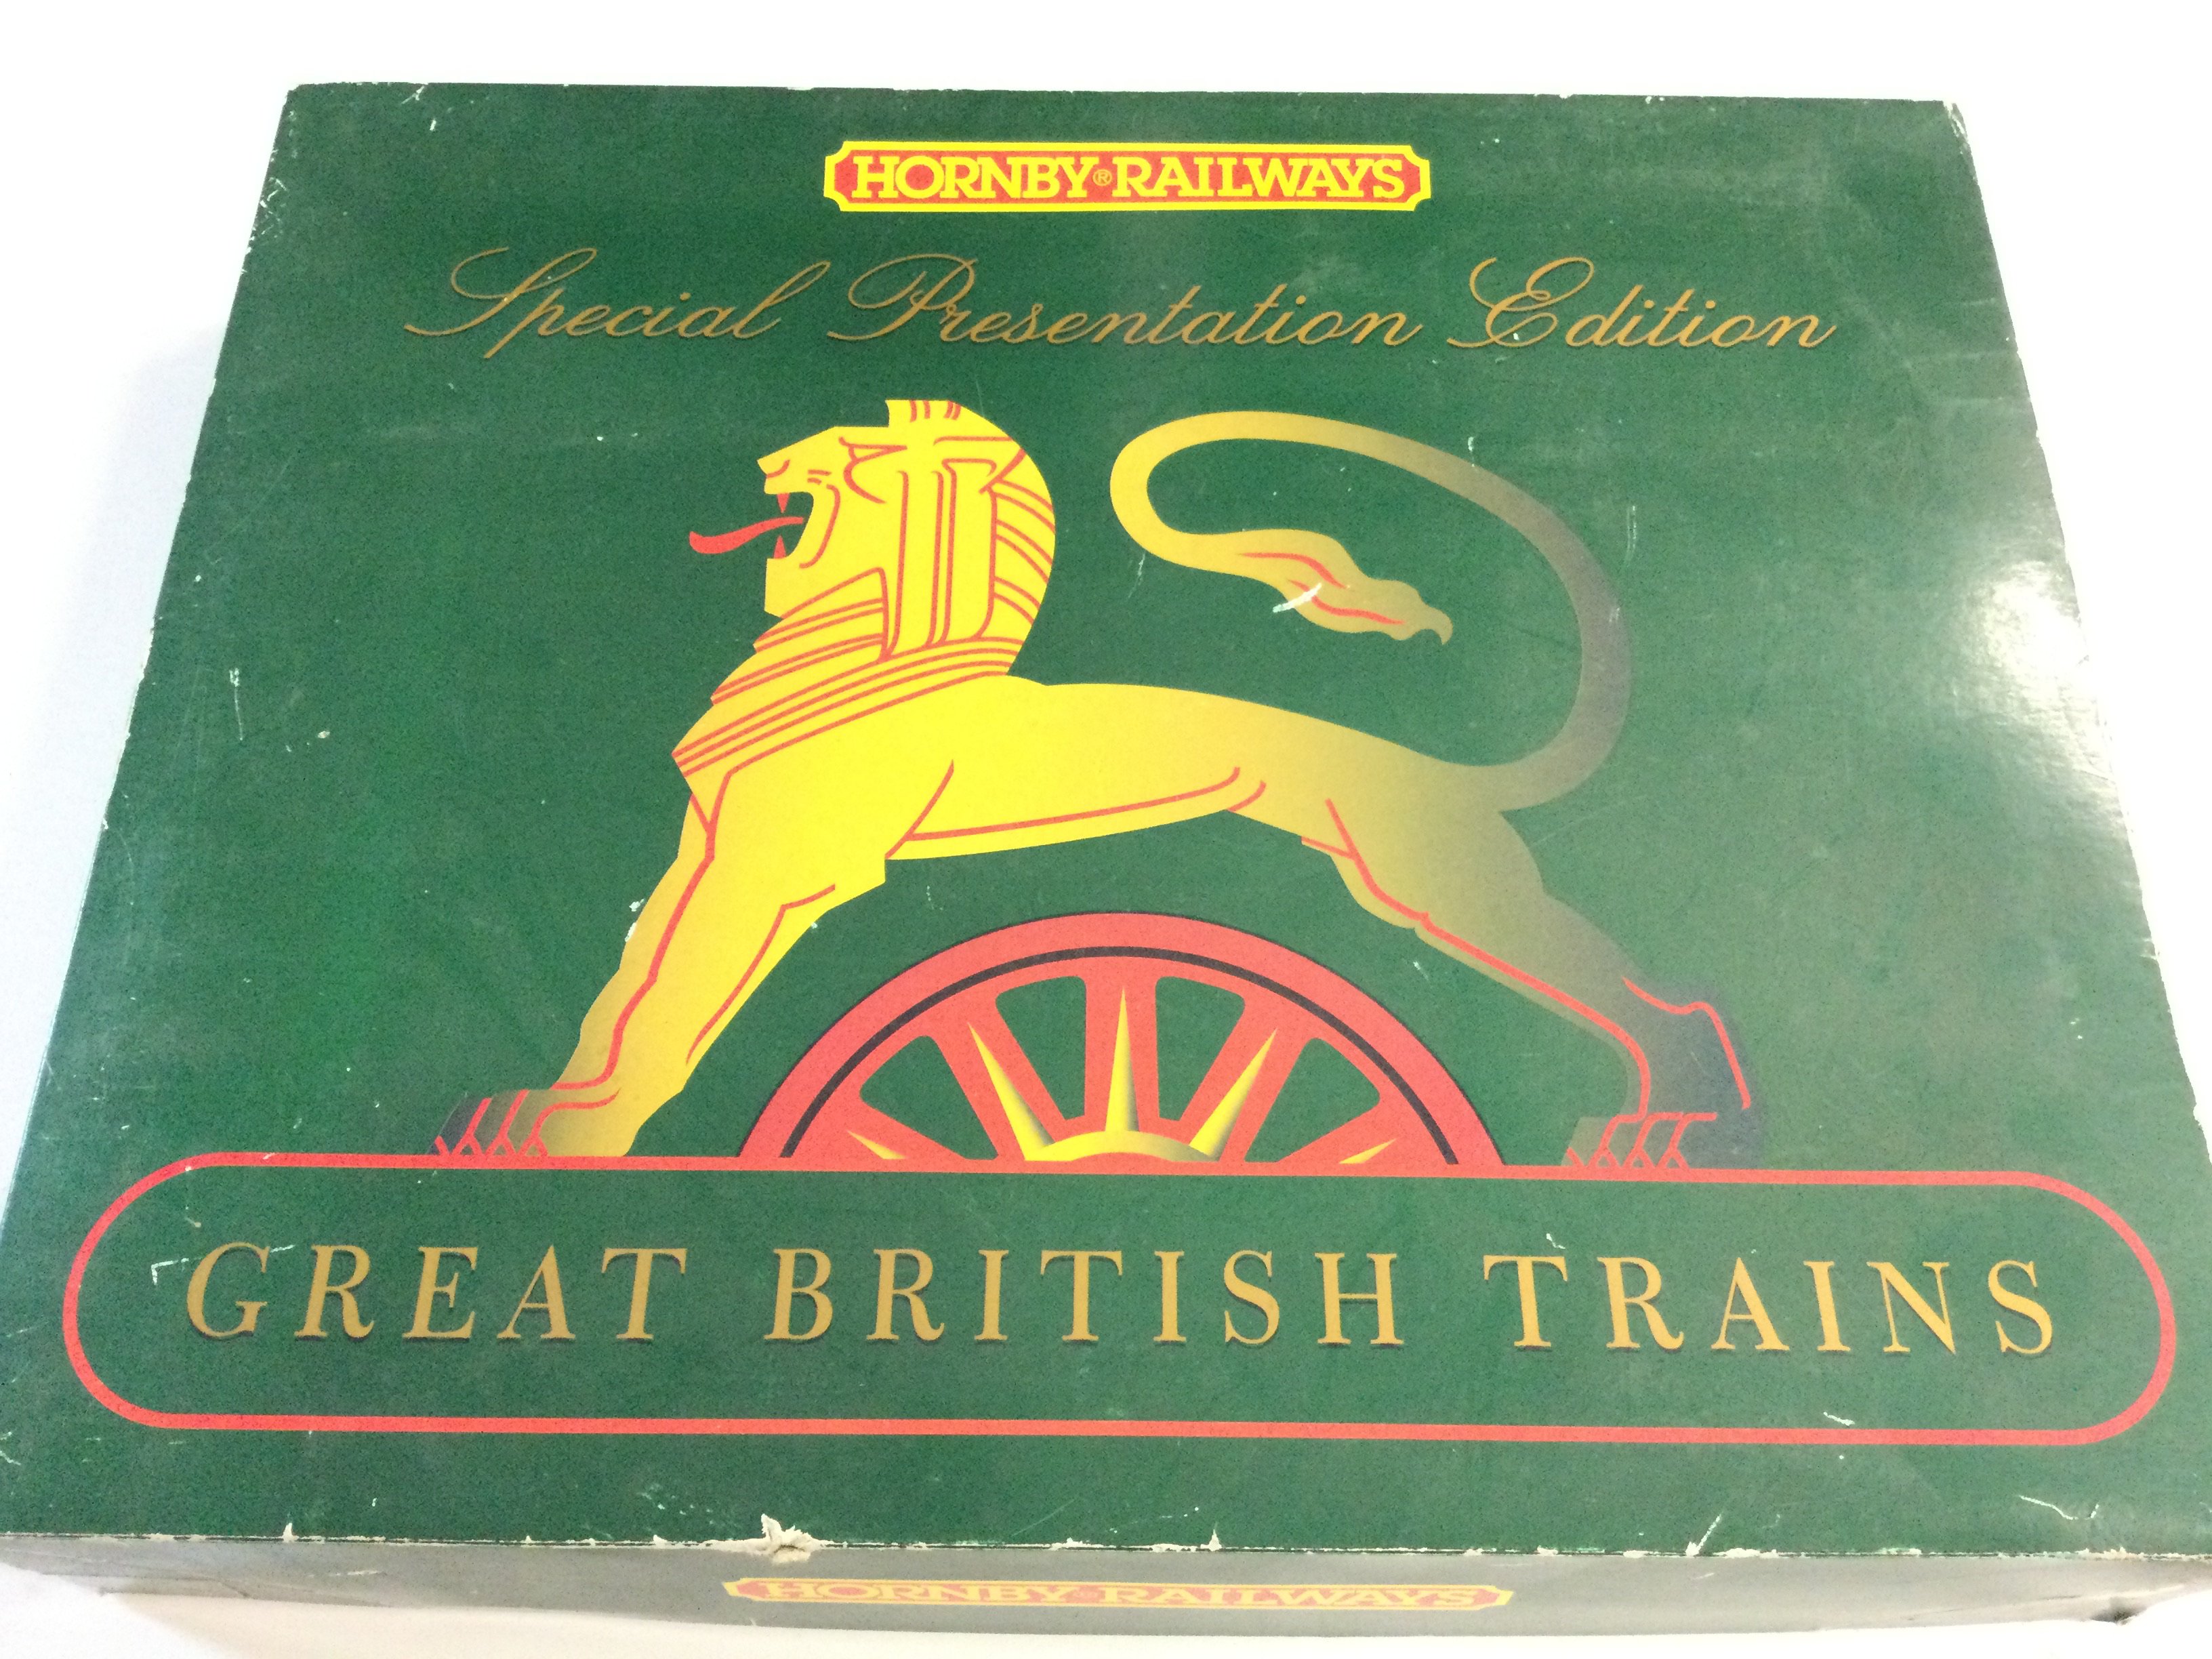 HORNBY® RAILWAYS
Special Presentation Edition
GREAT BRITISH TRAINS
HORNBY® RAILWAYS